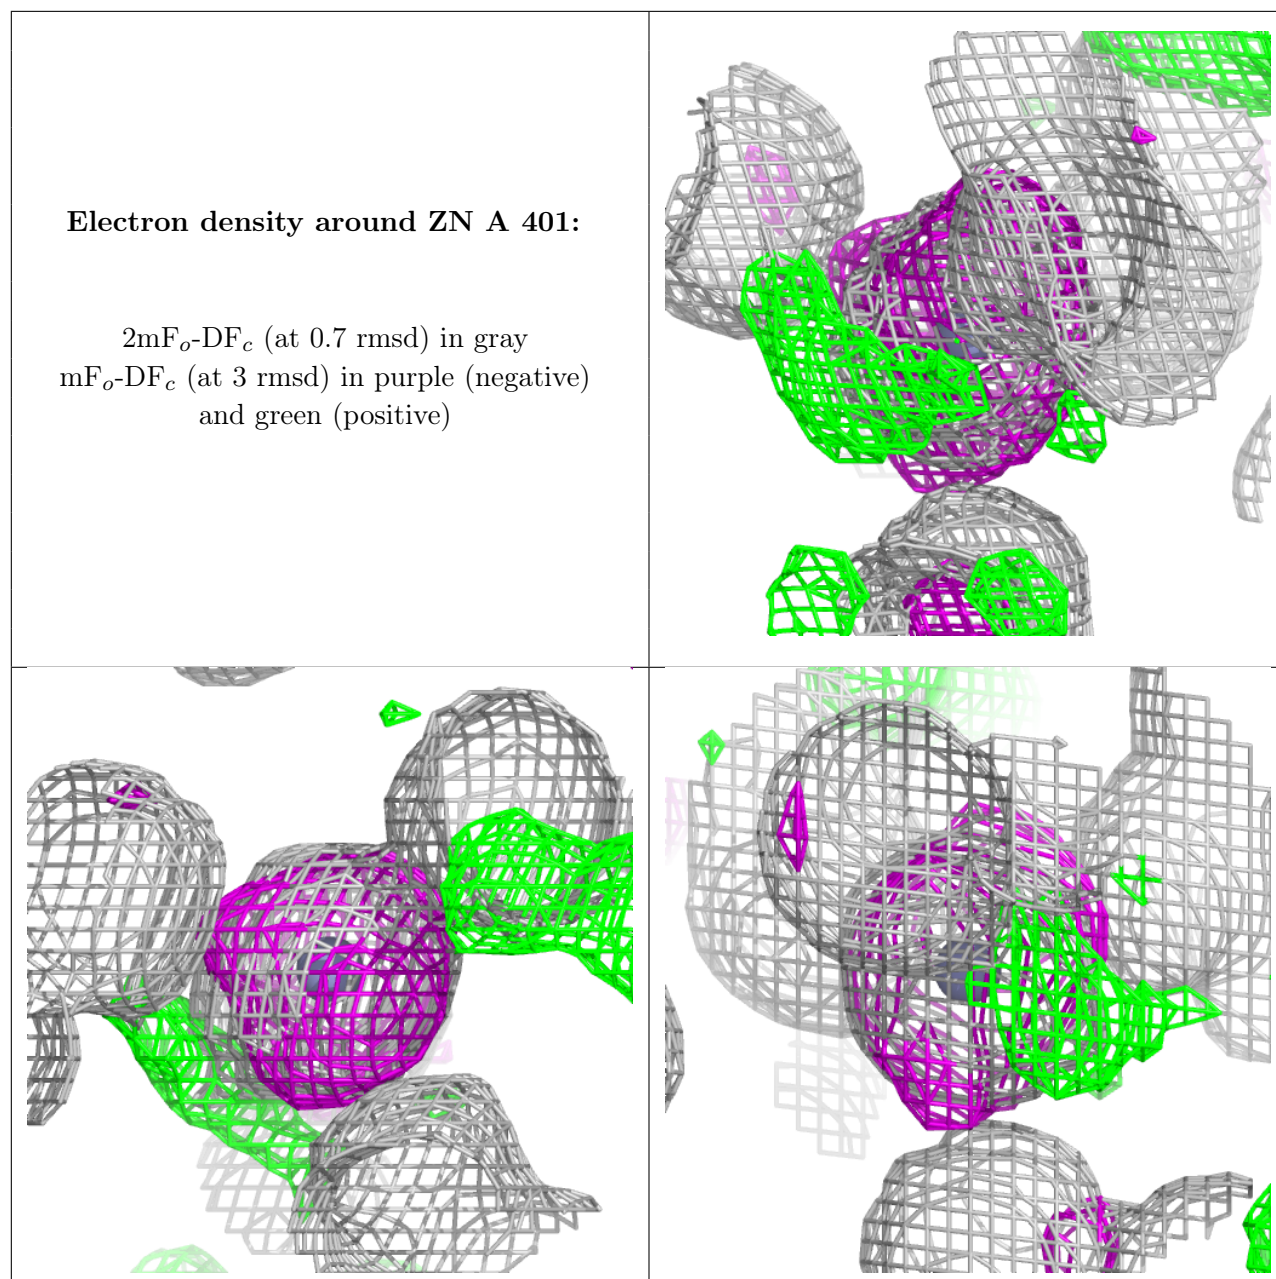 Electron density around ZN A 401:
2mFo-DFc (at 0.7 rmsd) in gray
mFo-DFc (at 3 rmsd) in purple (negative)
and green (positive)